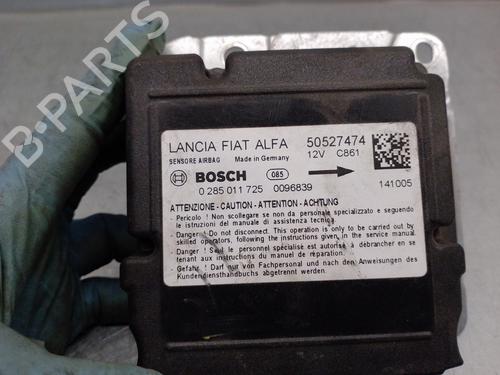 B-PARTS
LANCIA FIAT ALFA 50527474
SENSORE AIRBAG Made in Germany 12V C861
BOSCH 085
0 285 011 725 0096839 141005
ATTENZIONE - CAUTION - ATTENTION - ACHTUNG
- Pericolo ! Non scollegare se non da personale specializzato e seguendo
le istruzioni del manuale di assistenza tecnica.
- Danger ! Do not disconnect. This operation is only to be carried out by
skilled operators, following the instructions given, in the service manual.
- Danger ! Seul le personnel spécialisé est autorisé à débrancher en se
tenant aux instructions du manuel de réparation.
- Gefahr ! Darf nur von Fachpersonal und nach den Anweisungen des
Kundendiensthandbuchs abgetrennt werden.